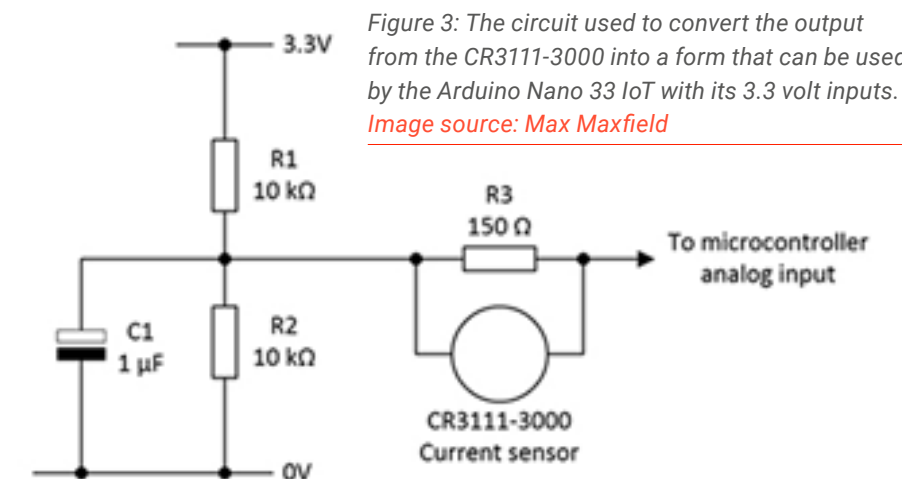 Figure 3: The circuit used to convert the output
from the CR3111-3000 into a form that can be used
by the Arduino Nano 33 IoT with its 3.3 volt inputs.
Image source: Max Maxfield
3.3V
R1
10 kΩ
R3
150 Ω
To microcontroller
analog input
C1
1 µF
R2
10 kΩ
CR3111-3000
Current sensor
0V